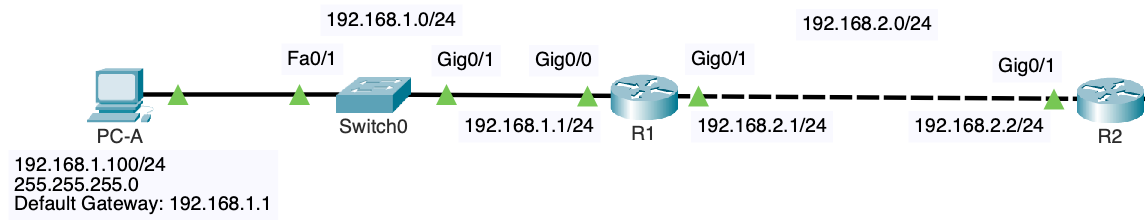 192.168.1.0/24
192.168.2.0/24
Fa0/1
Gig0/1
Gig0/0
Gig0/1
Gig0/1
Switch0
192.168.1.1/24
R1
192.168.2.1/24
192.168.2.2/24
R2
PC-A
192.168.1.100/24
255.255.255.0
Default Gateway: 192.168.1.1